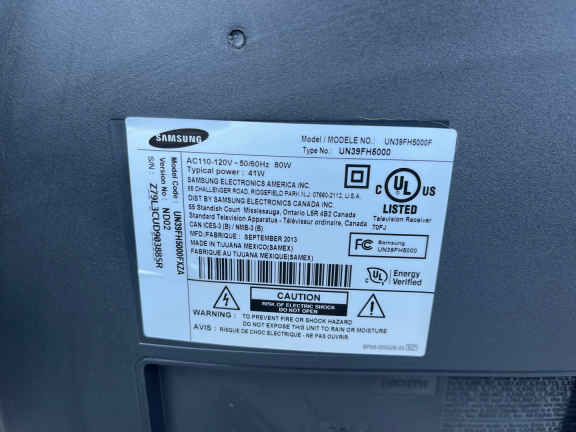 SAMSUNG
Model / MODELE NO.: UN39FH5000F
Type No.: UN39FH5000
AC110-120V ~ 50/60Hz 80W
Typical power : 41W
SAMSUNG ELECTRONICS AMERICA INC.
85 CHALLENGER ROAD, RIDGEFIELD PARK N.J. 07660-2112, U.S.A.
DIST BY SAMSUNG ELECTRONICS CANADA INC.
55 Standish Court Mississauga, Ontario L5R 4B2 Canada
Standard Television Apparatus - Téléviseur ordinaire, Canada
CAN ICES-3 (B) / NMB-3 (B)
MFD./FABRIQUE : SEPTEMBER 2013
MADE IN TIJUANA MEXICO(SAMEX)
FABRIQUE AU TIJUANA MEXIQUE(SAMEX)
C UL US
LISTED
Television Receiver
70FJ
FC Samsung
UN39FH5000
C UL Energy
Verified
CAUTION
RISK OF ELECTRIC SHOCK
DO NOT OPEN
WARNING : TO PREVENT FIRE OR SHOCK HAZARD
DO NOT EXPOSE THIS UNIT TO RAIN OR MOISTURE
AVIS : RISQUE DE CHOC ELECTRIQUE - NE PAS OUVRIR
Model Code: UN39FH5000FXZA
Version No: ND02
S/N: